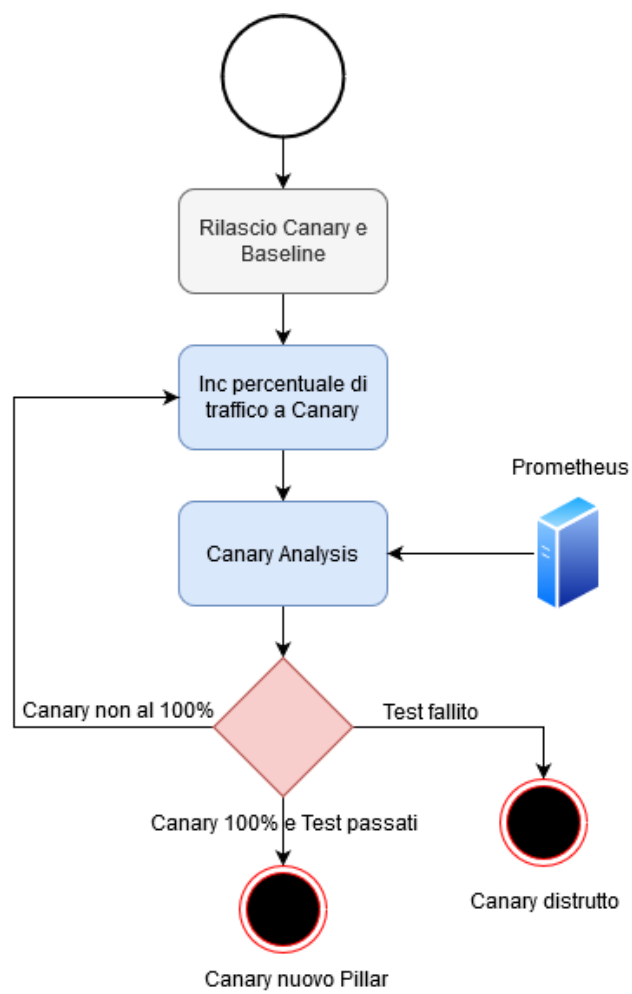 Rilascio Canary e
Baseline
Inc percentuale di
traffico a Canary
Prometheus
Canary Analysis
Canary non al 100%
Test fallito
Canary 100% e Test passati
Canary distrutto
Canary nuovo Pillar